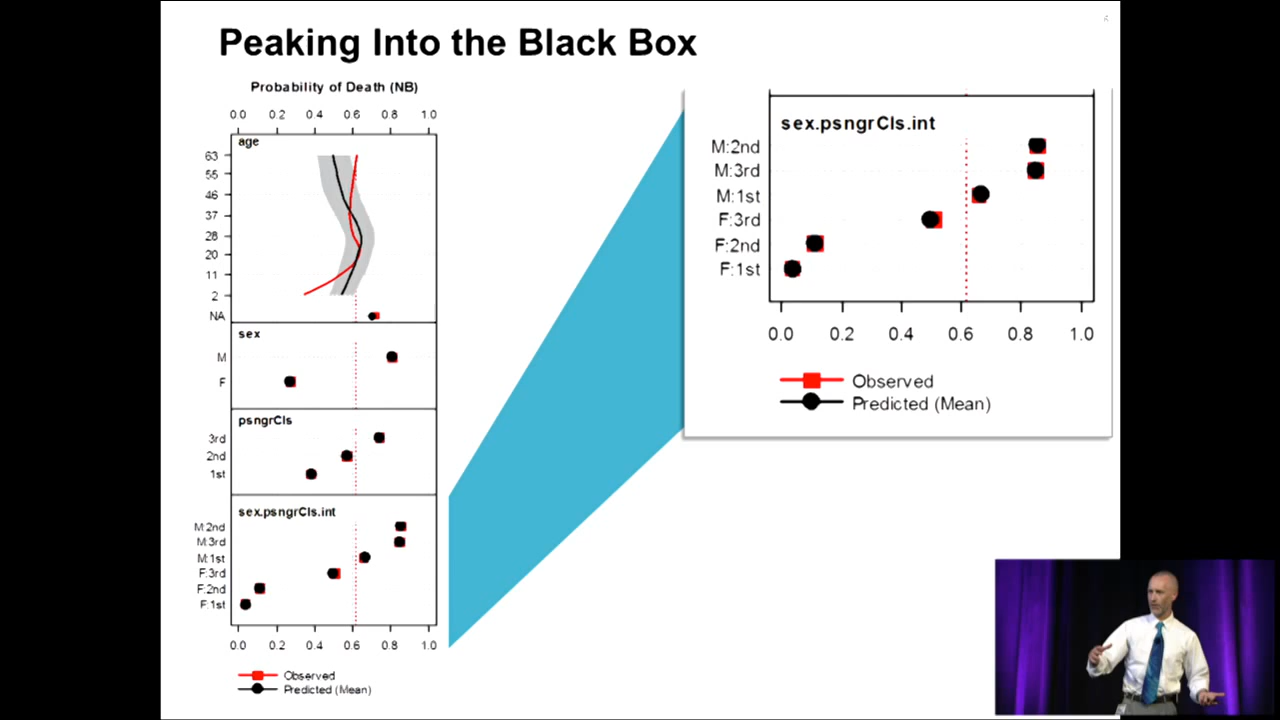 6
Peaking Into the Black Box
Probability of Death (NB)
0.0 0.2 0.4 0.6 0.8 1.0
age
63
55
46
37
28
20
11
2
NA
sex
M
F
psngrCls
3rd
2nd
1st
sex.psngrCls.int
M:2nd
M:3rd
M:1st
F:3rd
F:2nd
F:1st
0.0 0.2 0.4 0.6 0.8 1.0
Observed
Predicted (Mean)
sex.psngrCls.int
M:2nd
M:3rd
M:1st
F:3rd
F:2nd
F:1st
0.0 0.2 0.4 0.6 0.8 1.0
Observed
Predicted (Mean)